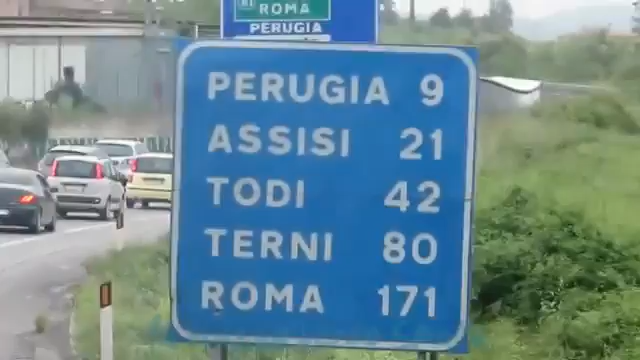 ROMA
PERUGIA
PERUGIA 9
ASSISI 21
TODI 42
TERNI 80
ROMA 171